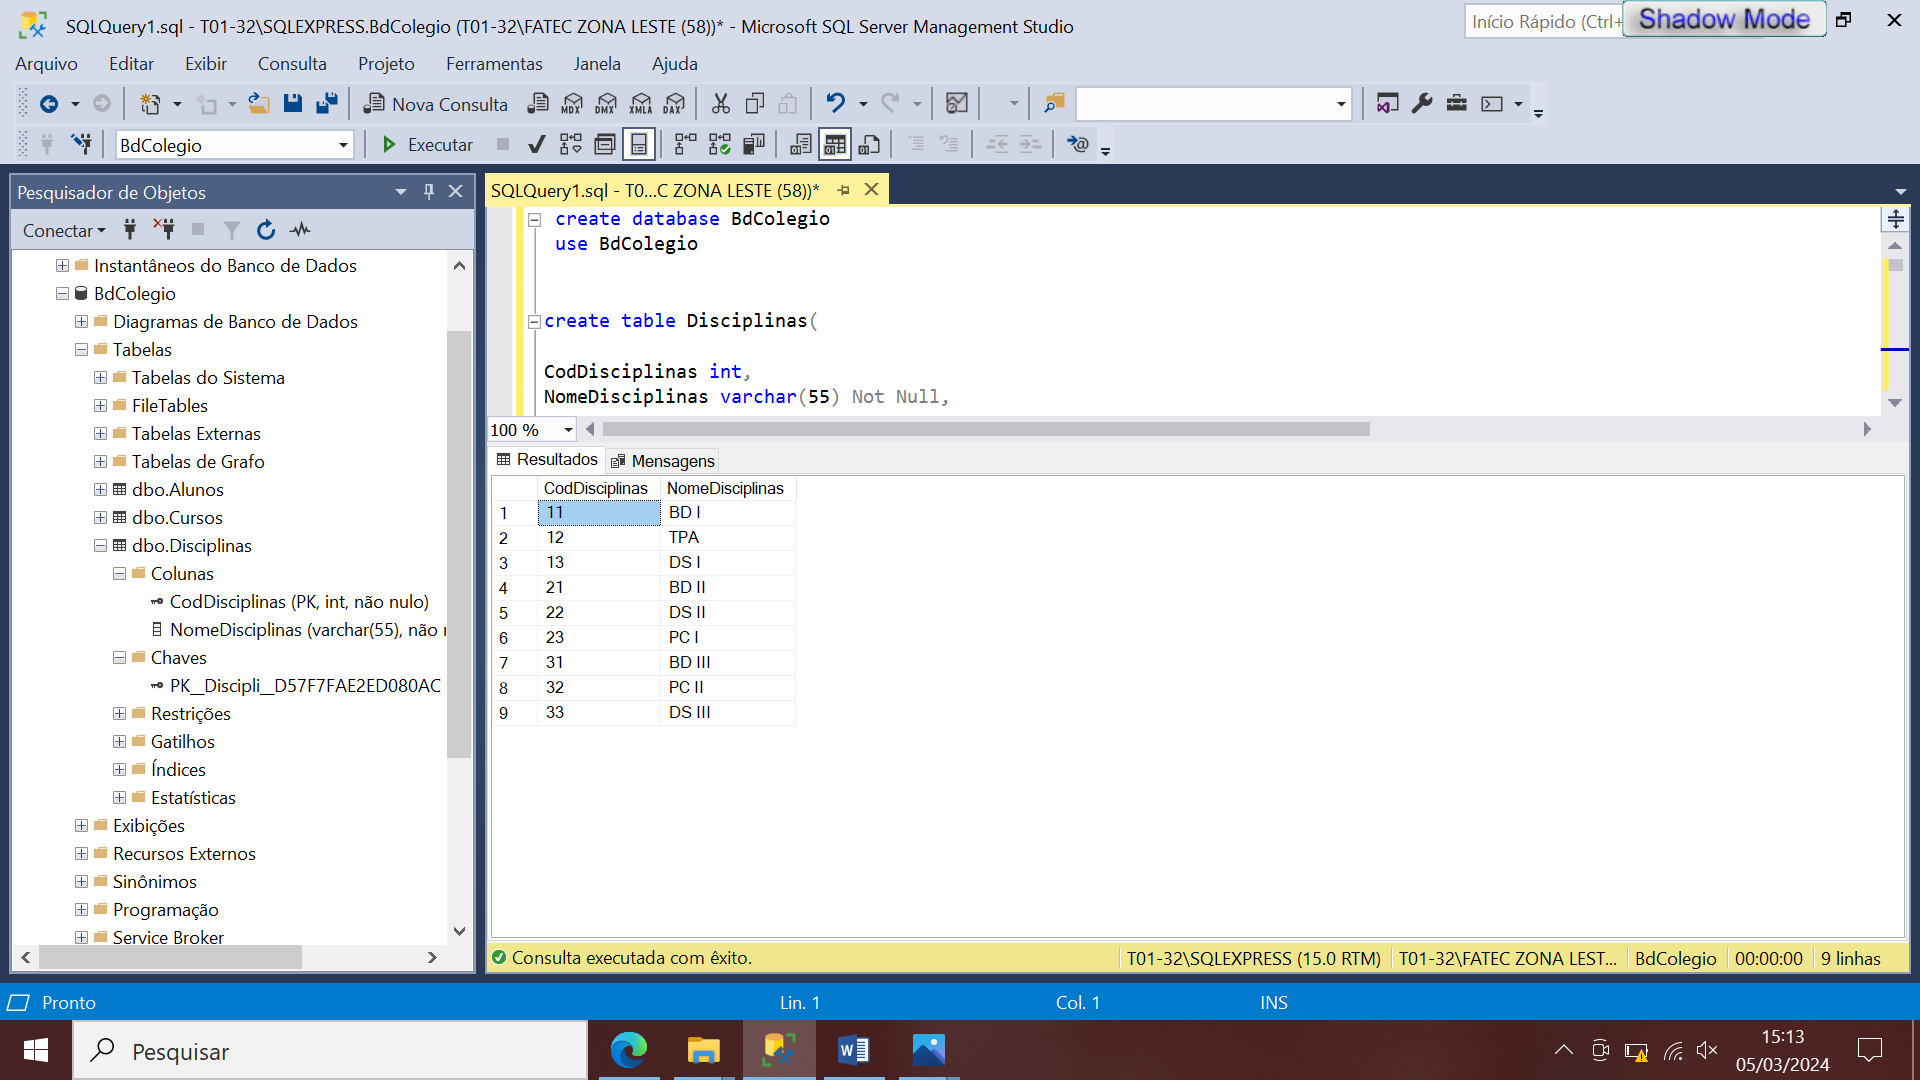 SQLQuery1.sql - T01-32\SQLEXPRESS.BdColegio (T01-32\FATEC ZONA LESTE (58))* - Microsoft SQL Server Management Studio
Início Rápido (Ctrl+
Shadow Mode
Arquivo Editar Exibir Consulta Projeto Ferramentas Janela Ajuda
Nova Consulta MDX DMX XMLA DAX
BdColegio Executar
Pesquisador de Objetos
Conectar
Instantâneos do Banco de Dados
BdColegio
Diagramas de Banco de Dados
Tabelas
Tabelas do Sistema
FileTables
Tabelas Externas
Tabelas de Grafo
dbo.Alunos
dbo.Cursos
dbo.Disciplinas
Colunas
CodDisciplinas (PK, int, não nulo)
NomeDisciplinas (varchar(55), não
Chaves
PK__Discipli__D57F7FAE2ED080AC
Restrições
Gatilhos
Índices
Estatísticas
Exibições
Recursos Externos
Sinônimos
Programação
Service Broker
SQLQuery1.sql - T0...C ZONA LESTE (58))*
create database BdColegio
use BdColegio
create table Disciplinas(
CodDisciplinas int,
NomeDisciplinas varchar(55) Not Null,
100 %
Resultados Mensagens
CodDisciplinas NomeDisciplinas
1 11 BD I
2 12 TPA
3 13 DS I
4 21 BD II
5 22 DS II
6 23 PC I
7 31 BD III
8 32 PC II
9 33 DS III
Consulta executada com êxito. T01-32\SQLEXPRESS (15.0 RTM) T01-32\FATEC ZONA LEST... BdColegio 00:00:00 9 linhas
Pronto Lin. 1 Col. 1 INS
Pesquisar
15:13
05/03/2024